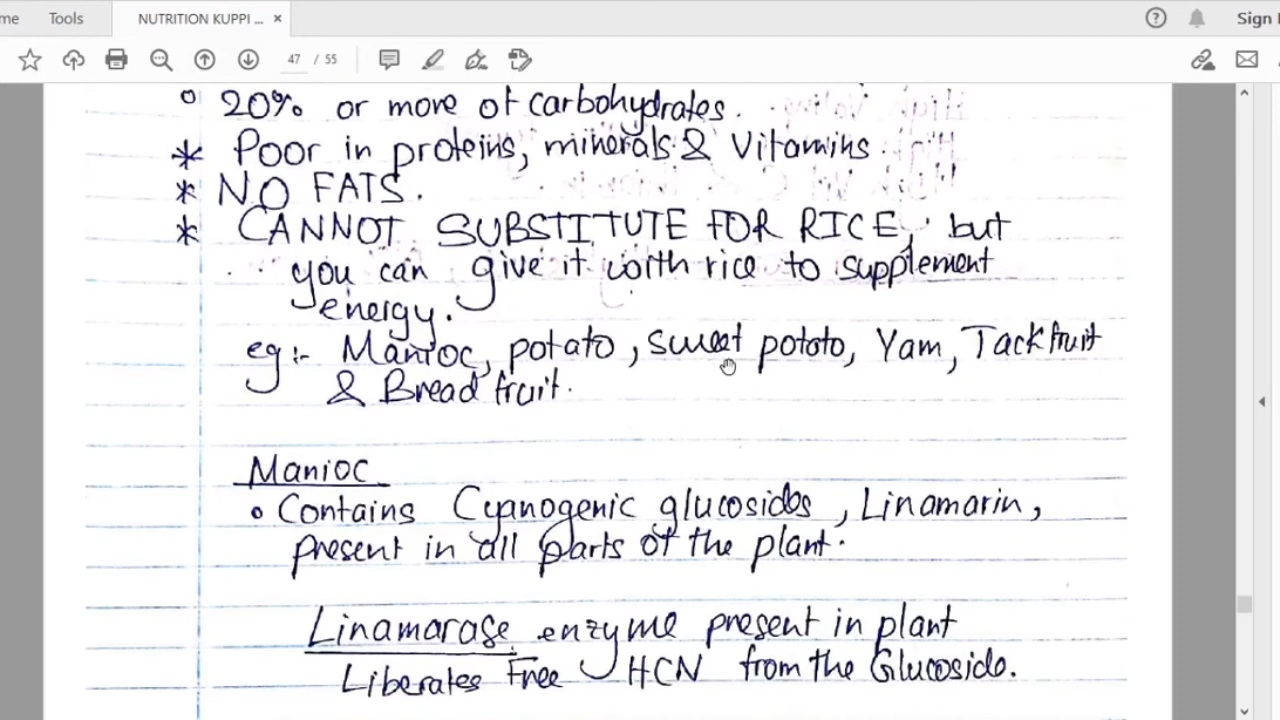 me Tools NUTRITION KUPPI ... × Sign
47 / 55
° 20% or more of carbohydrates.
* Poor in proteins, minerals & Vitamins.
* NO FATS.
* CANNOT SUBSTITUTE FOR RICE, but
you can give it with rice to supplement
energy.
eg:- Manioc, potato, sweet potato, Yam, Jackfruit
& Bread fruit.
Manioc
• Contains Cyanogenic glucosides, Linamarin,
present in all parts of the plant.
Linamarase enzyme present in plant
Liberates Free HCN from the Glucoside.